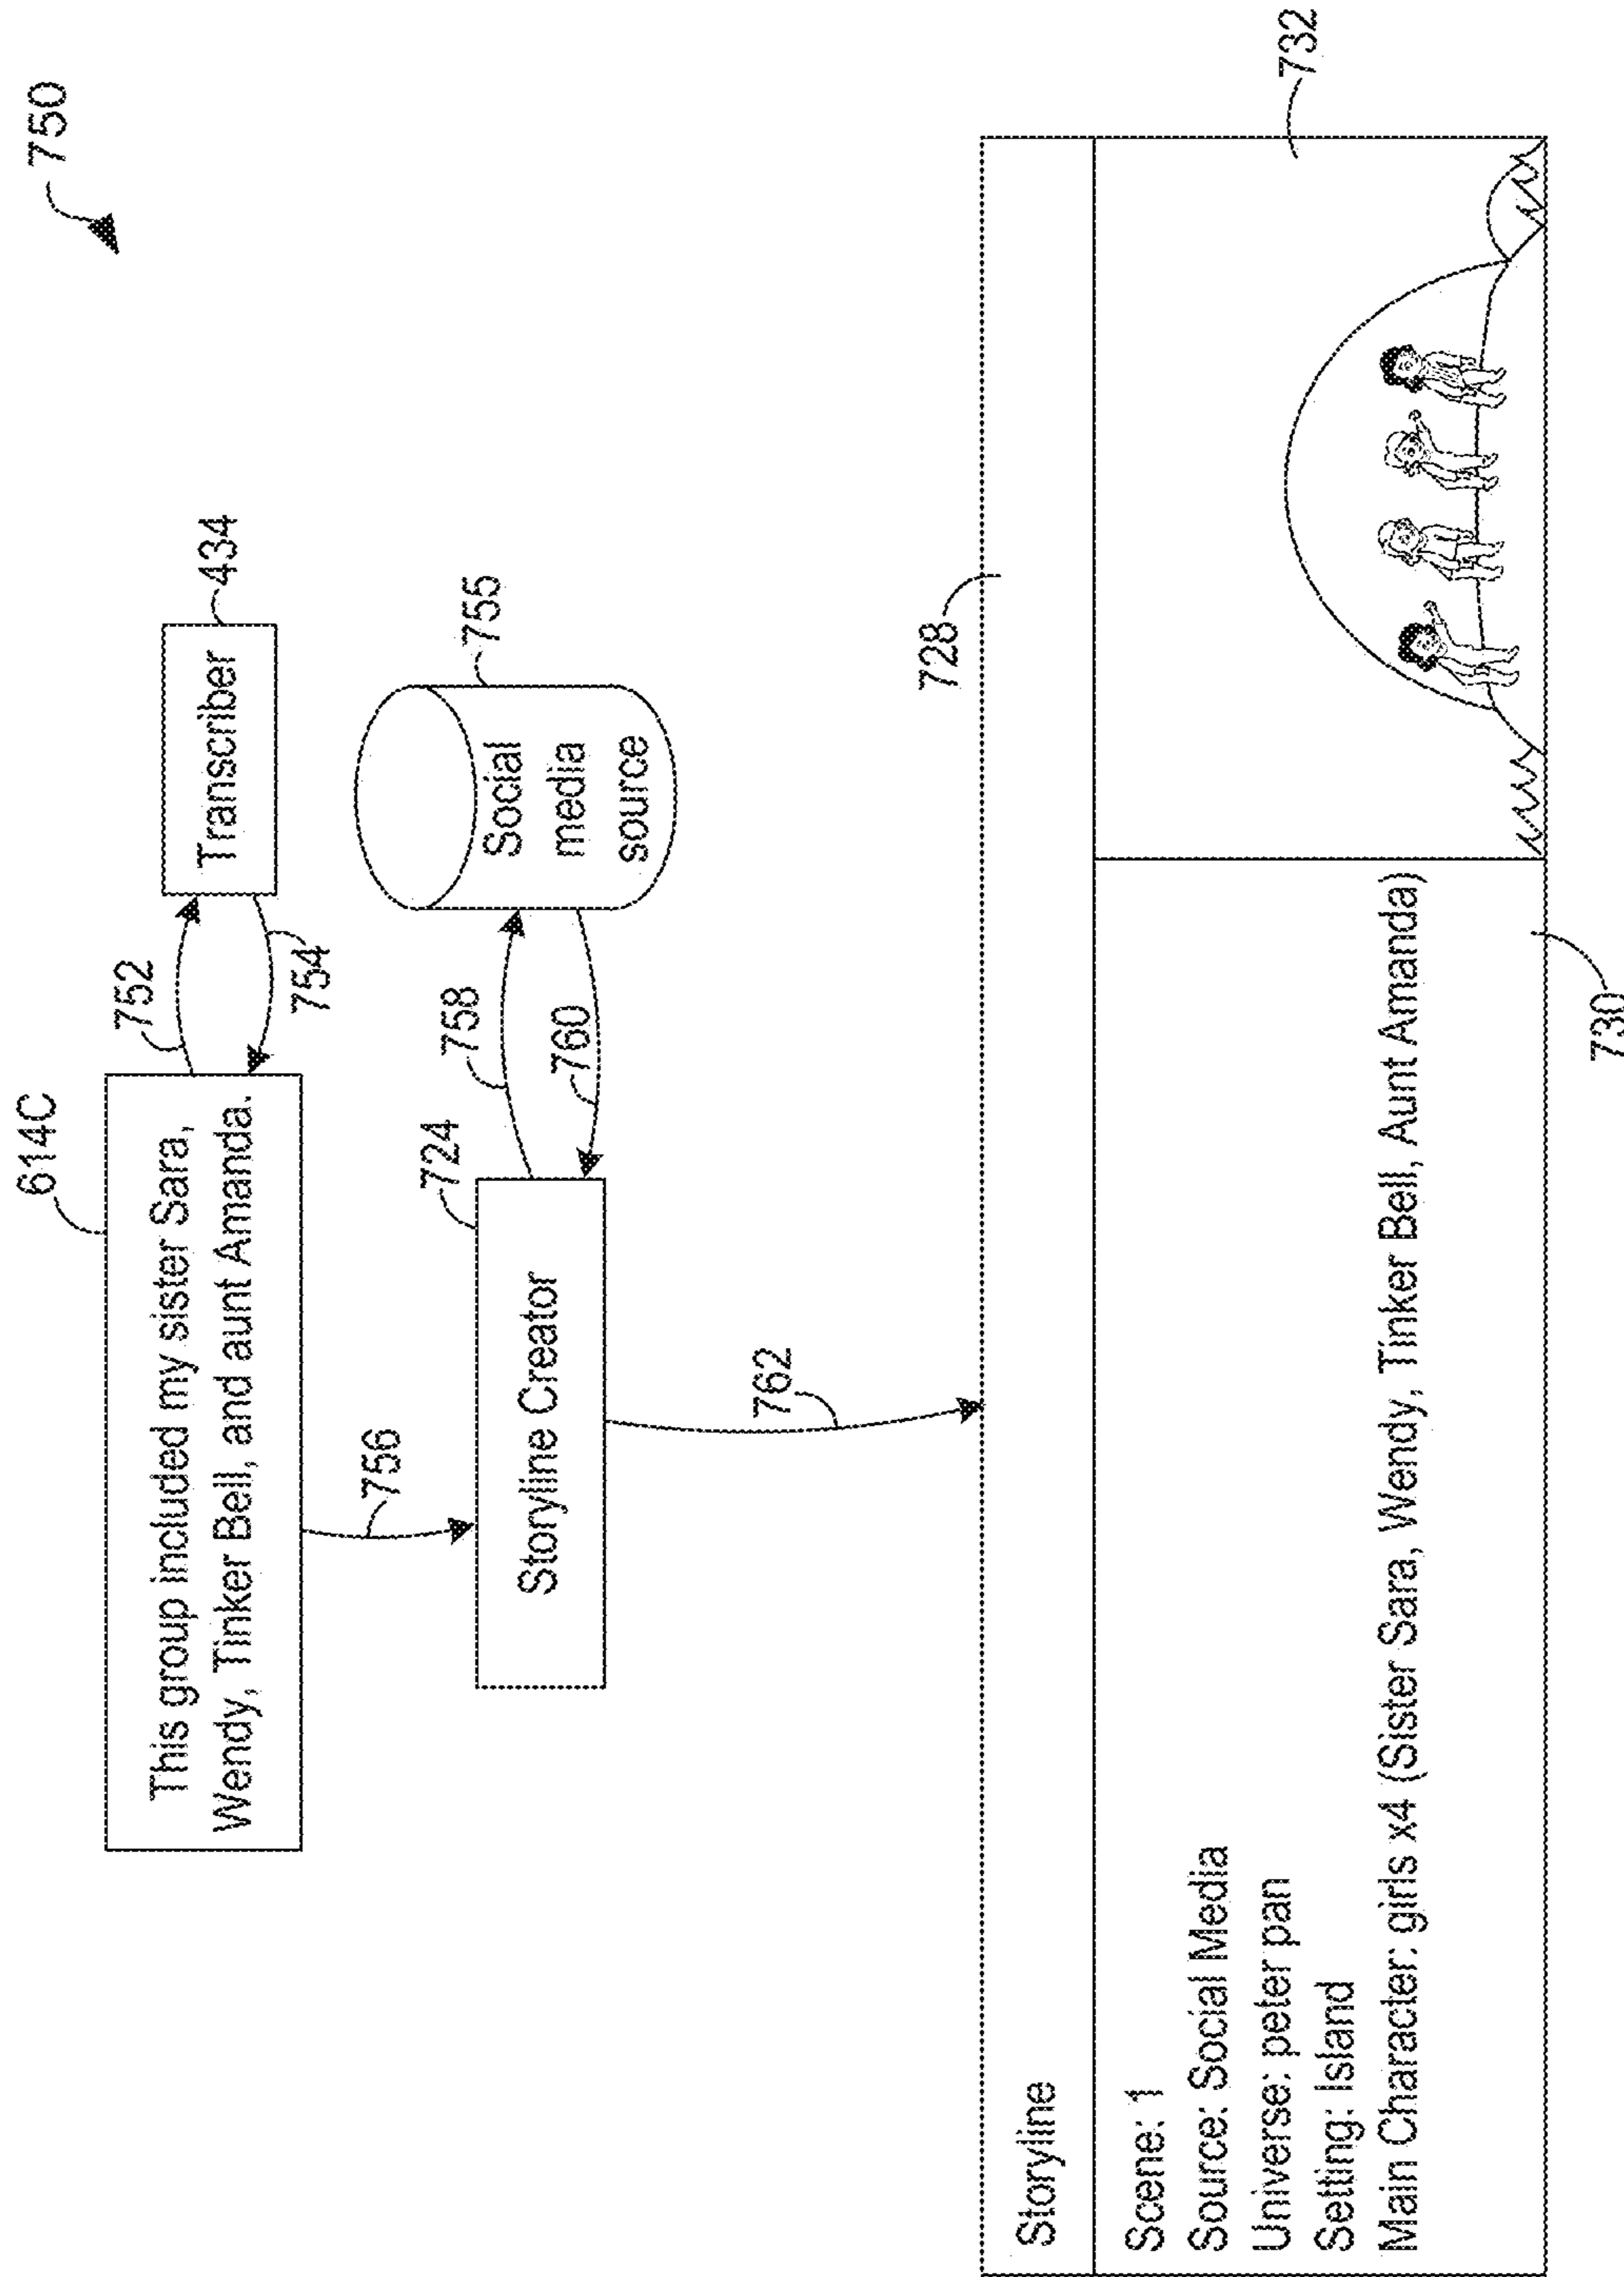 750
614C
This group included my sister Sara,
Wendy, Tinker Bell, and aunt Amanda.
752
754
Transcriber
434
756
724
Storyline Creator
758
760
Social
media
source
755
762
728
Storyline
Scene: 1
Source: Social Media
Universe: peter pan
Setting: Island
Main Character: girls x4 (Sister Sara, Wendy, Tinker Bell, Aunt Amanda)
730
732